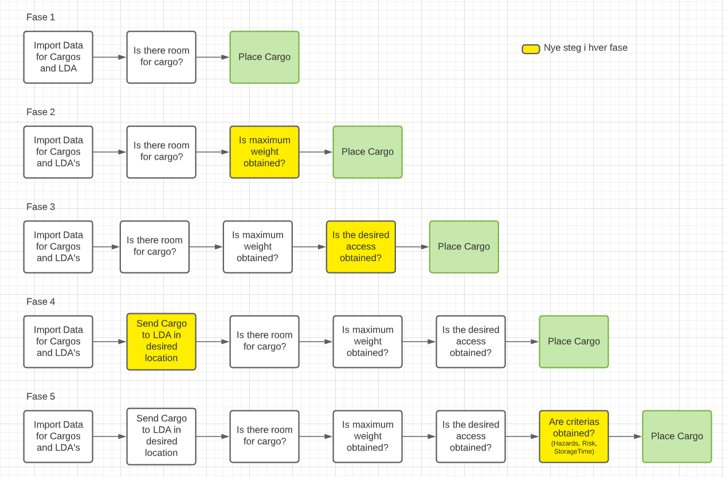 Fase 1
Import Data
for Cargos
and LDA
Is there room
for cargo?
Place Cargo
Nye steg i hver fase
Fase 2
Import Data
for Cargos
and LDA's
Is there room
for cargo?
Is maximum
weight
obtained?
Place Cargo
Fase 3
Import Data
for Cargos
and LDA's
Is there room
for cargo?
Is maximum
weight
obtained?
Is the desired
access
obtained?
Place Cargo
Fase 4
Import Data
for Cargos
and LDA's
Send Cargo
to LDA in
desired
location
Is there room
for cargo?
Is maximum
weight
obtained?
Is the desired
access
obtained?
Place Cargo
Fase 5
Import Data
for Cargos
and LDA's
Send Cargo
to LDA in
desired
location
Is there room
for cargo?
Is maximum
weight
obtained?
Is the desired
access
obtained?
Are criterias
obtained?
(Hazards, Risk,
StorageTime)
Place Cargo